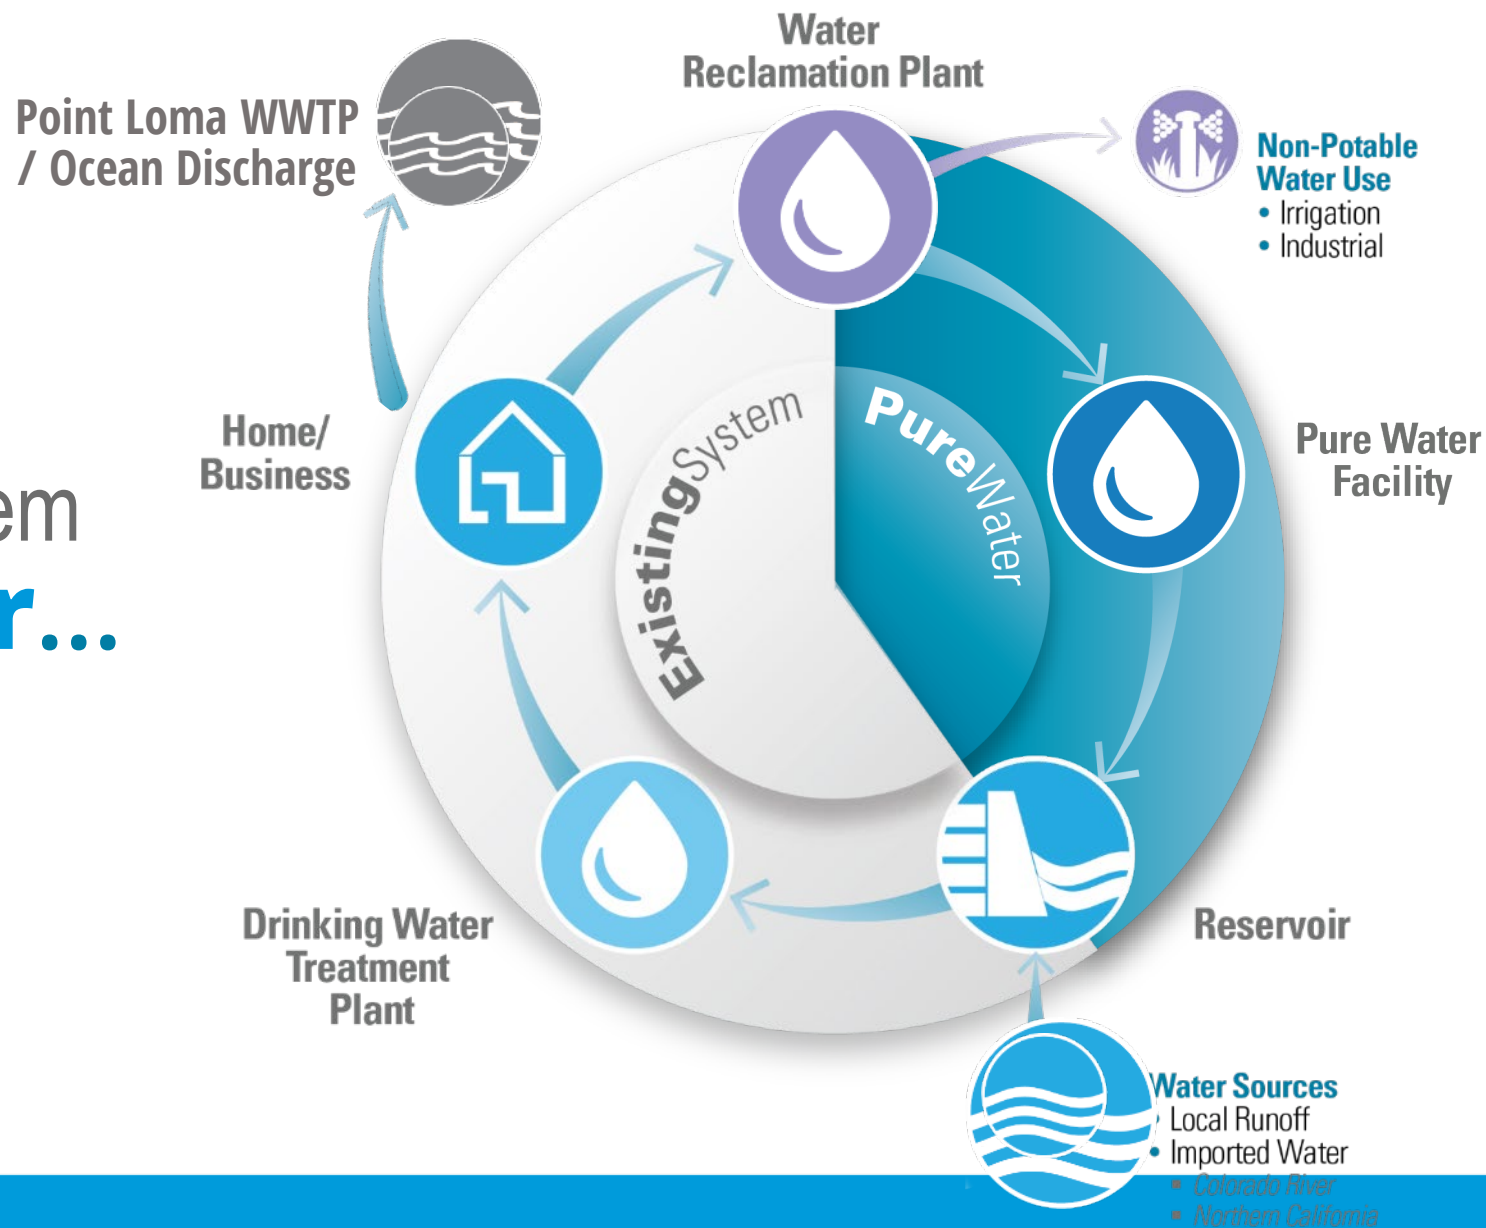 Water
Reclamation Plant
Point Loma WWTP
/ Ocean Discharge
Non-Potable
Water Use
• Irrigation
• Industrial
Home/
Business
ExistingSystem
PureWater
Pure Water
Facility
em
r...
Drinking Water
Treatment
Plant
Reservoir
Water Sources
• Local Runoff
• Imported Water
• Colorado River
• Northern California